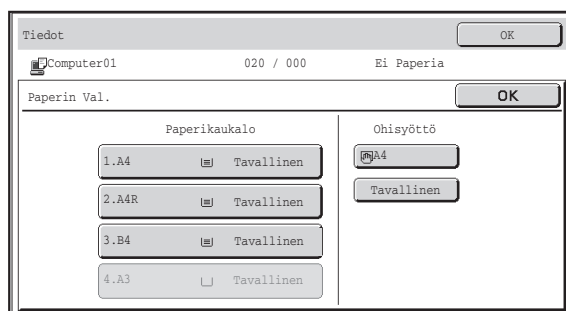 Tiedot OK
Computer01 020 / 000 Ei Paperia
Paperin Val. OK
Paperikaukalo Ohisyöttö
1.A4 Tavallinen A4
2.A4R Tavallinen Tavallinen
3.B4 Tavallinen
4.A3 Tavallinen